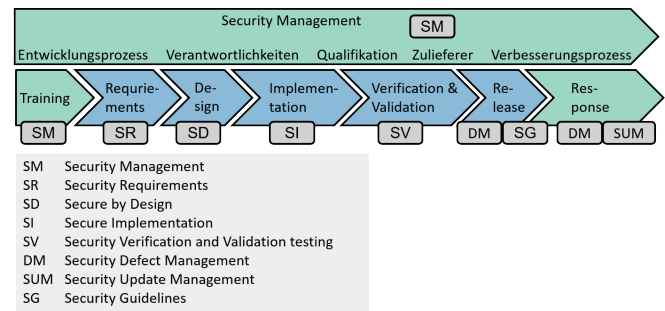 Security Management SM
Entwicklungsprozess Verantwortlichkeiten Qualifikation Zulieferer Verbesserungsprozess
Training
Requrie-
ments
De-
sign
Implemen-
tation
Verification &
Validation
Re-
lease
Res-
ponse
SM SR SD SI SV DM SG DM SUM
SM Security Management
SR Security Requirements
SD Secure by Design
SI Secure Implementation
SV Security Verification and Validation testing
DM Security Defect Management
SUM Security Update Management
SG Security Guidelines